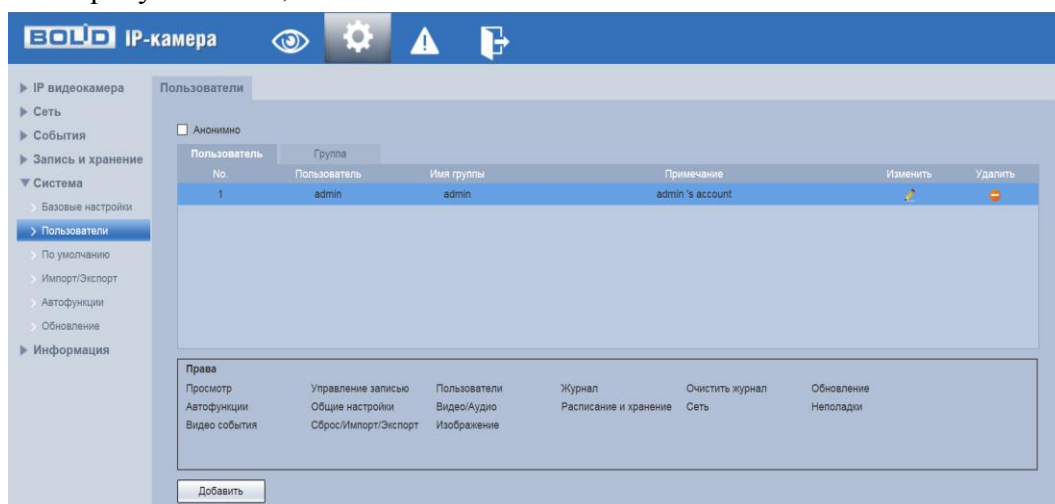 BOLID IP-камера
IP видеокамера
Сеть
События
Запись и хранение
Система
Базовые настройки
Пользователи
По умолчанию
Импорт/Экспорт
Автофункции
Обновление
Информация
Пользователи
Анонимно
Пользователь Группа
No. Пользователь Имя группы Примечание Изменить Удалить
1 admin admin admin 's account
Права
Просмотр Управление записью Пользователи Журнал Очистить журнал Обновление
Автофункции Общие настройки Видео/Аудио Расписание и хранение Сеть Неполадки
Видео события Сброс/Импорт/Экспорт Изображение
Добавить